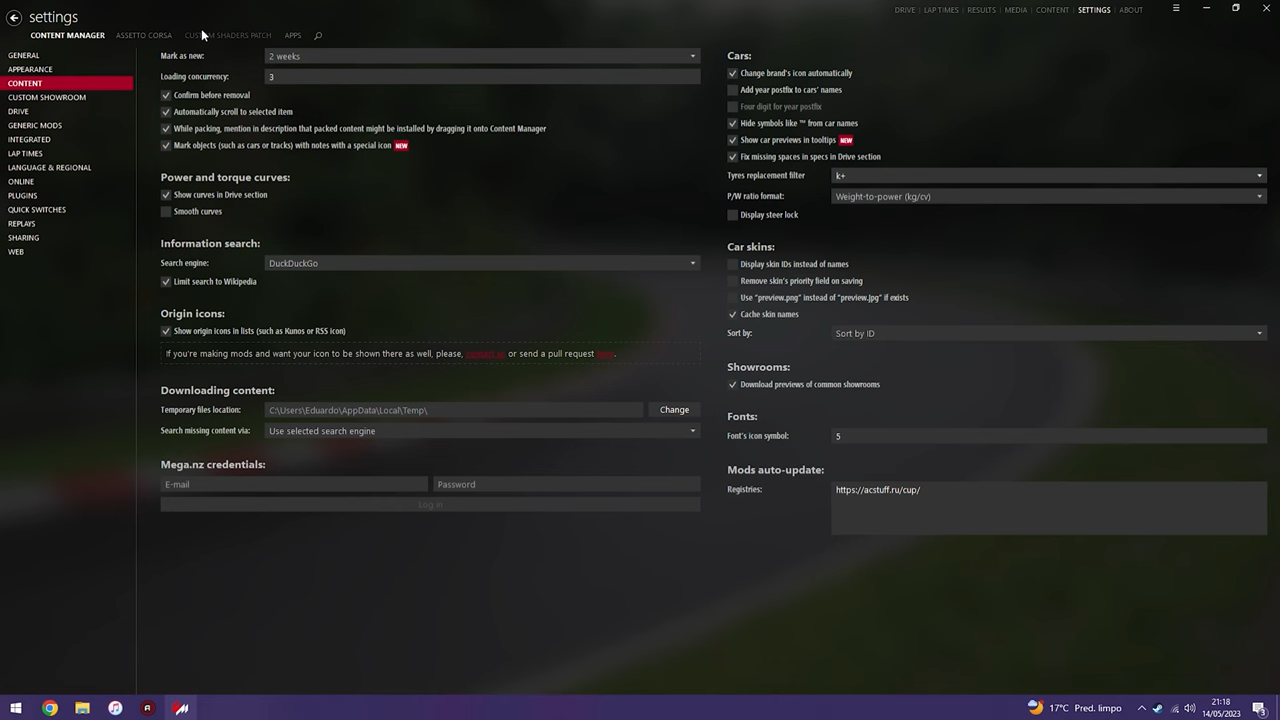 settings
DRIVE LAP TIMES RESULTS MEDIA CONTENT SETTINGS ABOUT
CONTENT MANAGER ASSETTO CORSA CUSTOM SHADERS PATCH APPS
GENERAL
APPEARANCE
CONTENT
CUSTOM SHOWROOM
DRIVE
GENERIC MODS
INTEGRATED
LAP TIMES
LANGUAGE & REGIONAL
ONLINE
PLUGINS
QUICK SWITCHES
REPLAYS
SHARING
WEB
Mark as new: 2 weeks
Loading concurrency: 3
Confirm before removal
Automatically scroll to selected item
While packing, mention in description that packed content might be installed by dragging it onto Content Manager
Mark objects (such as cars or tracks) with notes with a special icon NEW
Power and torque curves:
Show curves in Drive section
Smooth curves
Information search:
Search engine: DuckDuckGo
Limit search to Wikipedia
Origin icons:
Show origin icons in lists (such as Kunos or RSS icon)
If you're making mods and want your icon to be shown there as well, please, contact us or send a pull request here.
Downloading content:
Temporary files location: C:\Users\Eduardo\AppData\Local\Temp\ Change
Search missing content via: Use selected search engine
Mega.nz credentials:
E-mail Password
Log in
Cars:
Change brand's icon automatically
Add year postfix to cars' names
Four digit for year postfix
Hide symbols like ™ from car names
Show car previews in tooltips NEW
Fix missing spaces in specs in Drive section
Tyres replacement filter k+
P/W ratio format: Weight-to-power (kg/cv)
Display steer lock
Car skins:
Display skin IDs instead of names
Remove skin's priority field on saving
Use "preview.png" instead of "preview.jpg" if exists
Cache skin names
Sort by: Sort by ID
Showrooms:
Download previews of common showrooms
Fonts:
Font's icon symbol: 5
Mods auto-update:
Registries: https://acstuff.ru/cup/
17°C Pred. limpo
21:18
14/05/2023
3